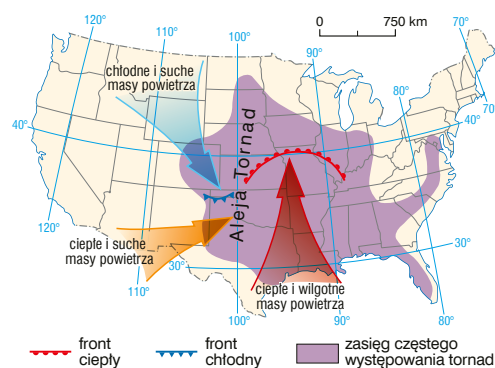 0 750 km
120° 110° 100° 90° 80° 70°
chłodne i suche
masy powietrza
40°
40°
70°
Aleja Tornad
120°
ciepłe i suche
masy powietrza
30°
30°
ciepłe i wilgotne
masy powietrza
110°
100°
90°
80°
front
ciepły
front
chłodny
zasięg częstego
występowania tornad